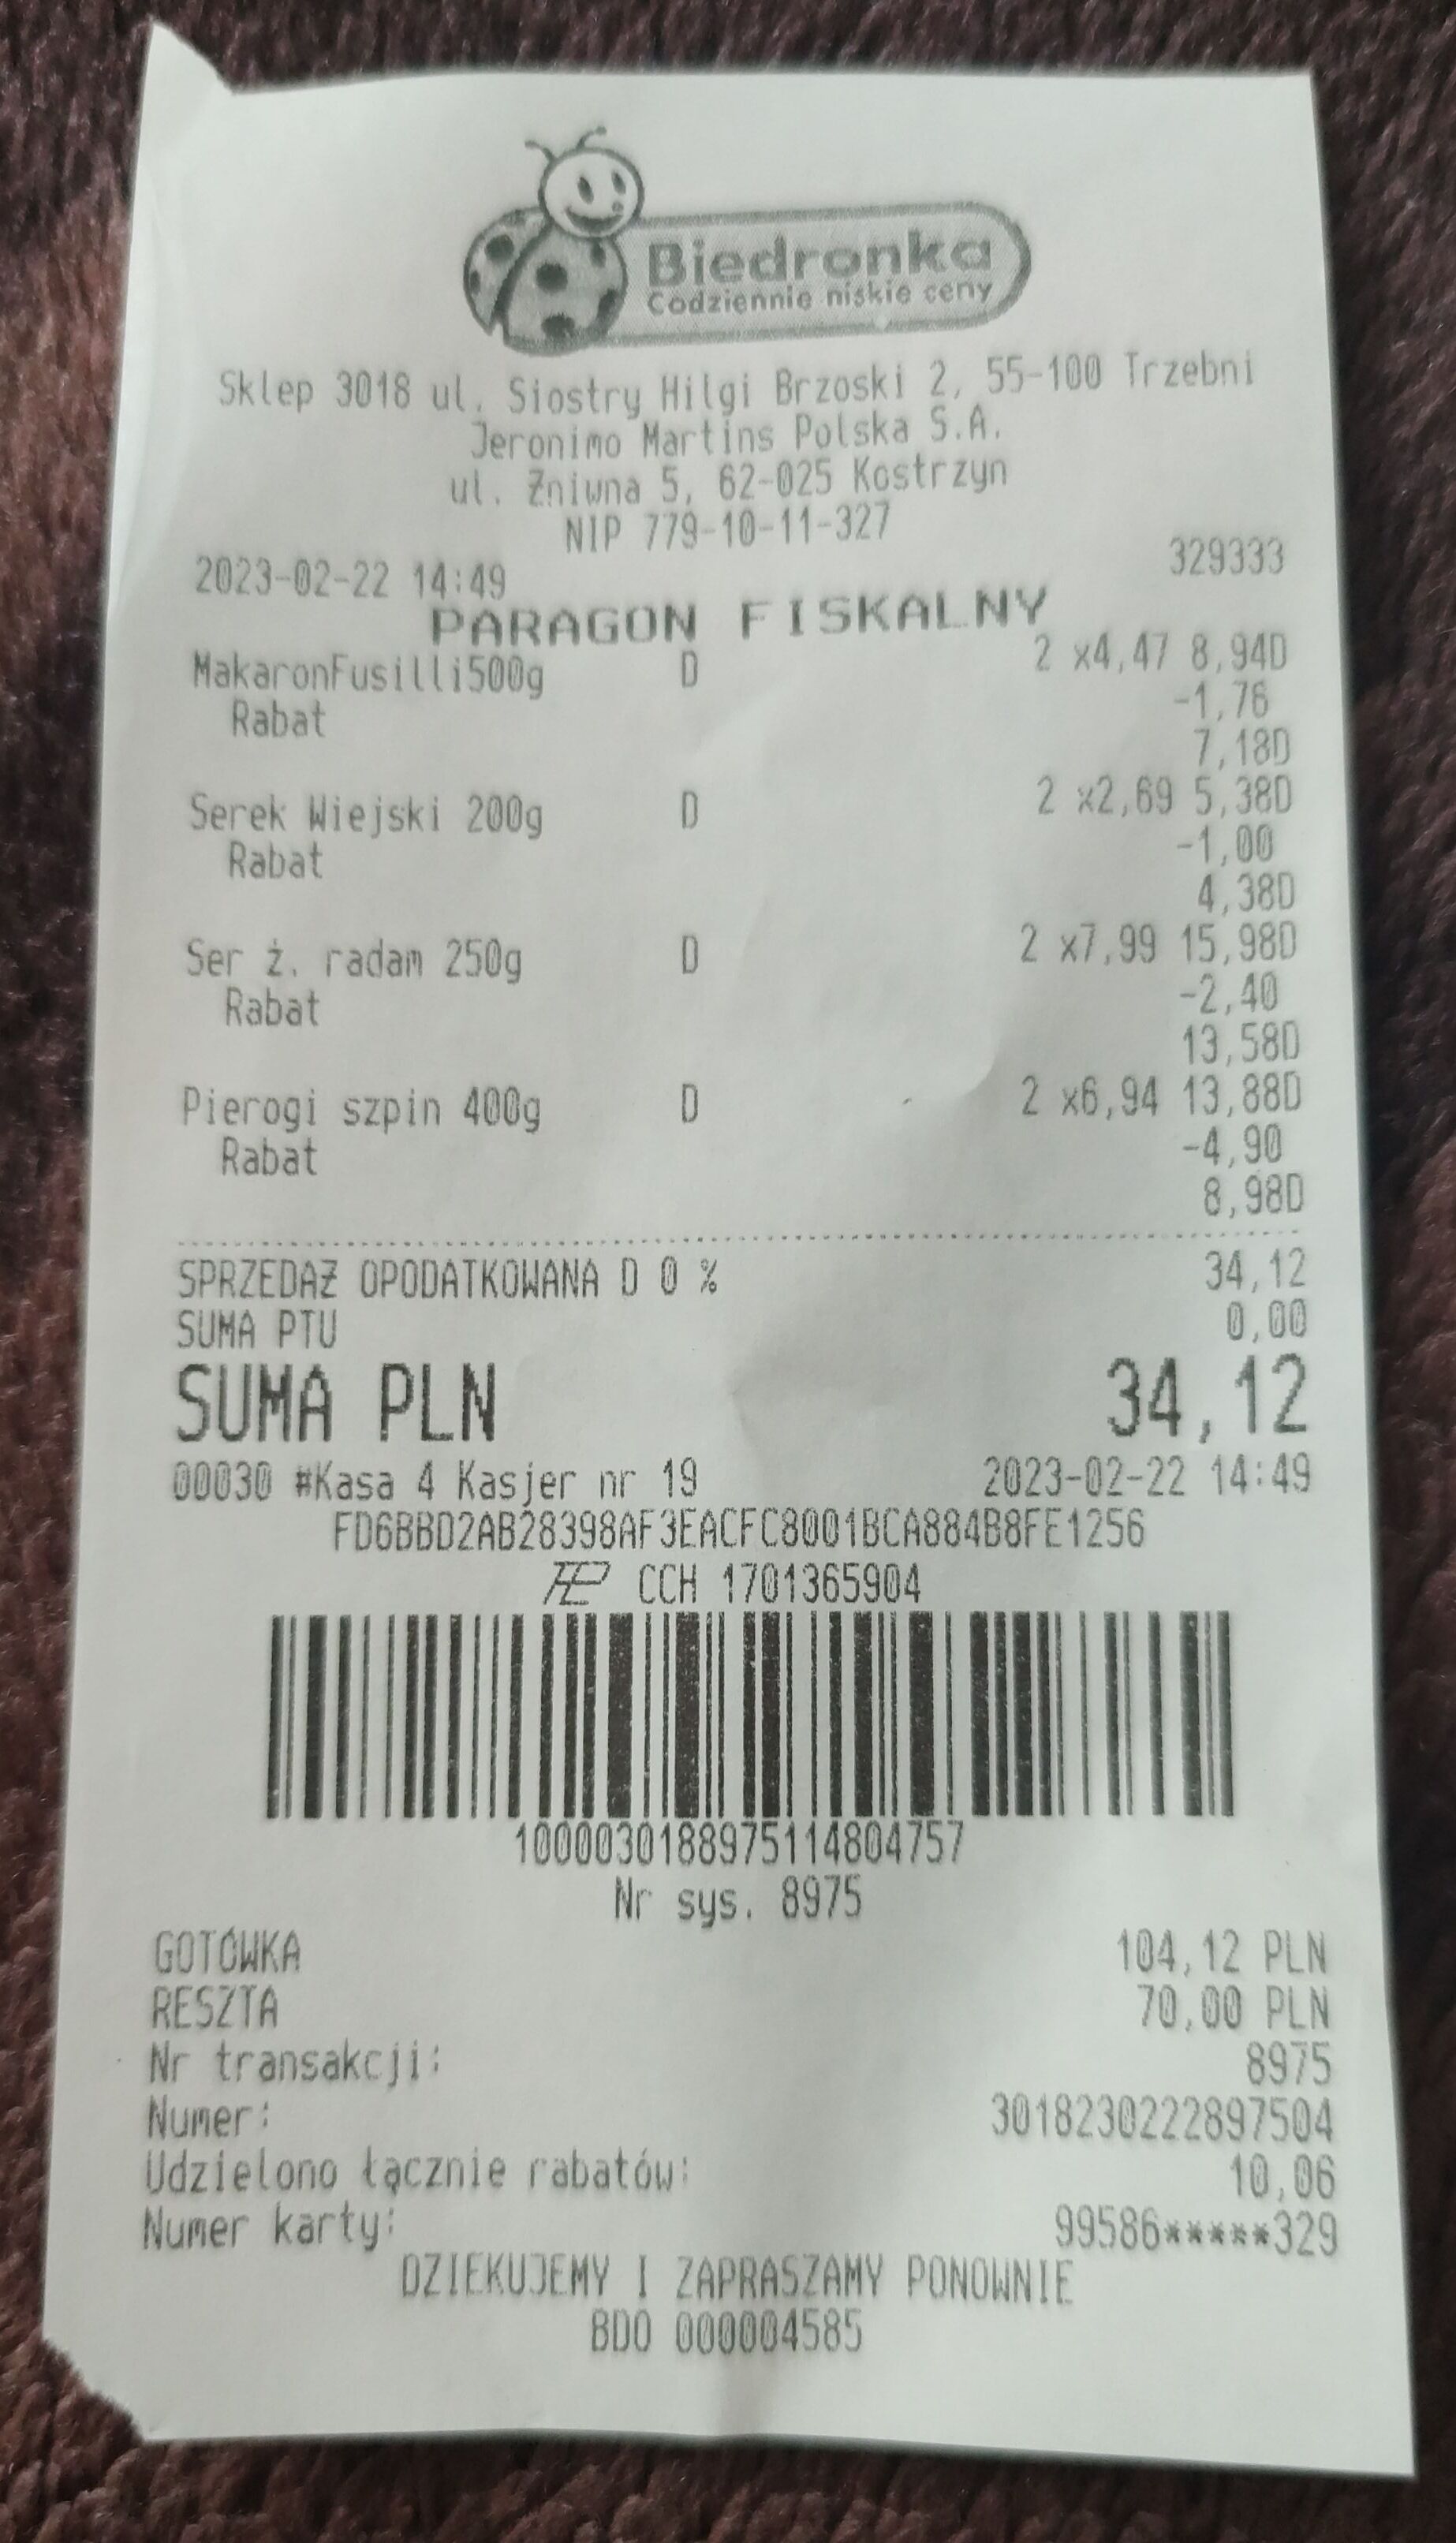 Biedronka
Codziennie niskie ceny
Sklep 3018 ul. Siostry Hilgi Brzoski 2, 55-100 Trzebni
Jeronimo Martins Polska S.A.
ul. Żniwna 5, 62-025 Kostrzyn
NIP 779-10-11-327
2023-02-22 14:49 329333
PARAGON FISKALNY
MakaronFusilli500g D 2 x4,47 8,94D
Rabat -1,76
7,18D
Serek Wiejski 200g D 2 x2,69 5,38D
Rabat -1,00
4,38D
Ser ż. radam 250g D 2 x7,99 15,98D
Rabat -2,40
13,58D
Pierogi szpin 400g D 2 x6,94 13,88D
Rabat -4,90
8,98D
SPRZEDAŻ OPODATKOWANA D 0 % 34,12
SUMA PTU 0,00
SUMA PLN 34,12
00030 #Kasa 4 Kasjer nr 19 2023-02-22 14:49
FD6BBD2AB28398AF3EACFC8001BCA884B8FE1256
CCH 1701365904
1000030188975114804757
Nr sys. 8975
GOTÓWKA 104,12 PLN
RESZTA 70,00 PLN
Nr transakcji: 8975
Numer: 3018230222897504
Udzielono łącznie rabatów: 10,06
Numer karty: 99586*****329
DZIEKUJEMY I ZAPRASZAMY PONOWNIE
BDO 000004585